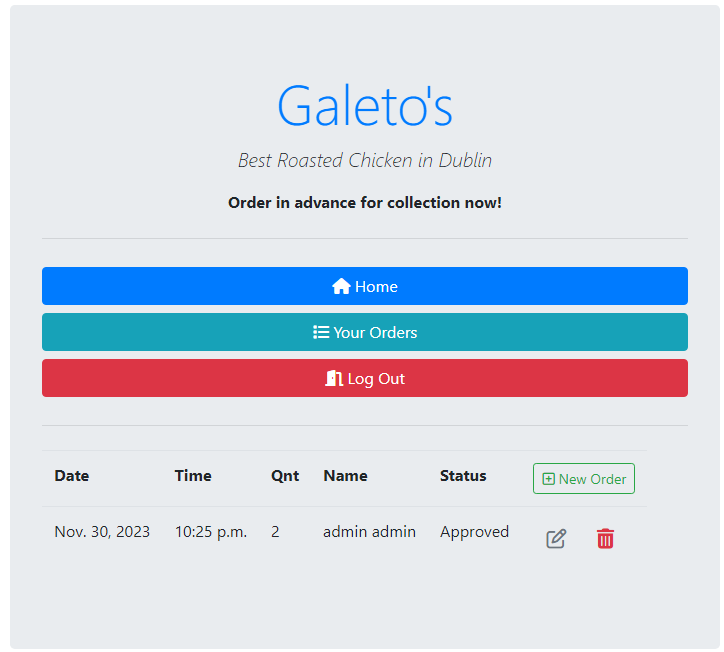 Galeto's
Best Roasted Chicken in Dublin
Order in advance for collection now!
Home
Your Orders
Log Out
Date Time Qnt Name Status New Order
Nov. 30, 2023 10:25 p.m. 2 admin admin Approved